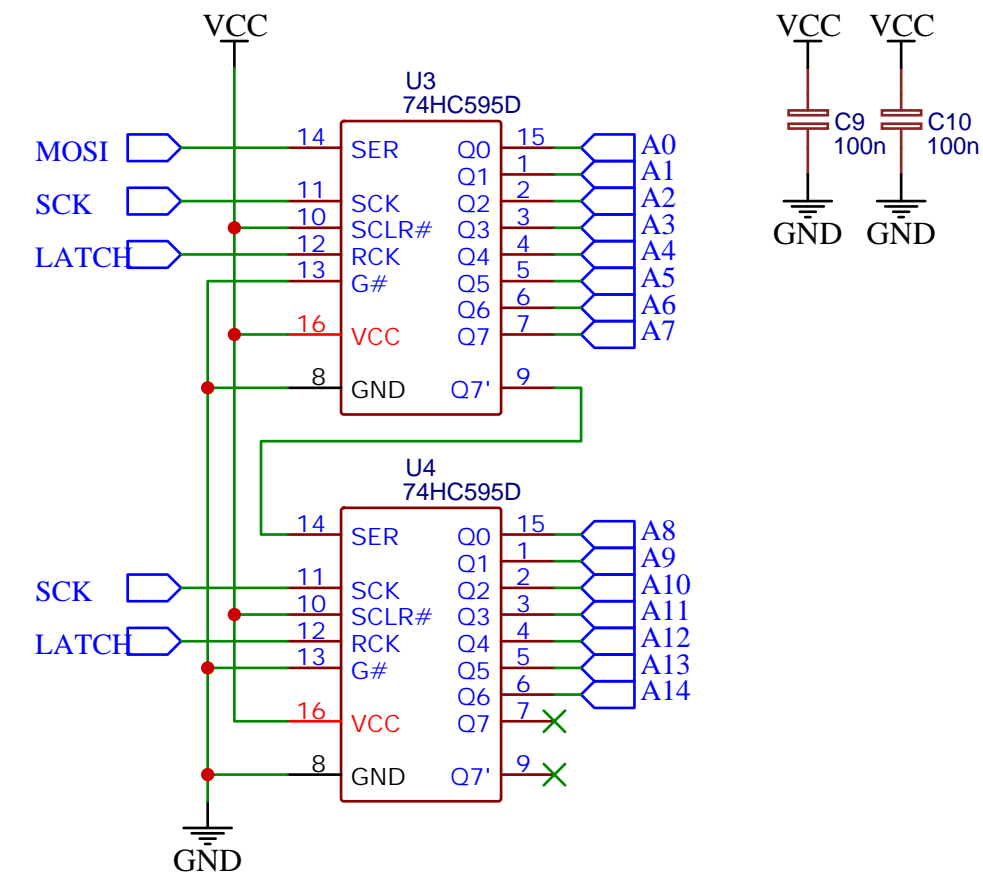 VCC
VCC
VCC
U3
74HC595D
C9
100n
C10
100n
GND
GND
MOSI
14
SER
Q0
15
A0
Q1
1
A1
SCK
11
SCK
Q2
2
A2
10
SCLR#
Q3
3
A3
LATCH
12
RCK
Q4
4
A4
13
G#
Q5
5
A5
Q6
6
A6
16
VCC
Q7
7
A7
8
GND
Q7'
9
U4
74HC595D
14
SER
Q0
15
A8
Q1
1
A9
SCK
11
SCK
Q2
2
A10
10
SCLR#
Q3
3
A11
LATCH
12
RCK
Q4
4
A12
13
G#
Q5
5
A13
Q6
6
A14
16
VCC
Q7
7
8
GND
Q7'
9
GND